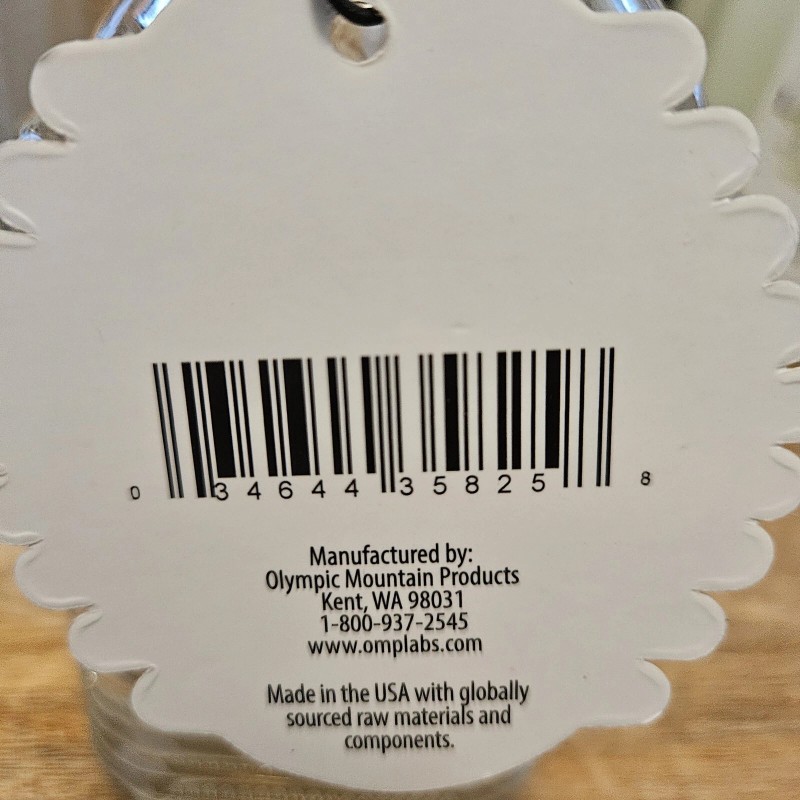 0 34644 35825 8
Manufactured by:
Olympic Mountain Products
Kent, WA 98031
1-800-937-2545
www.omplabs.com
Made in the USA with globally
sourced raw materials and
components.